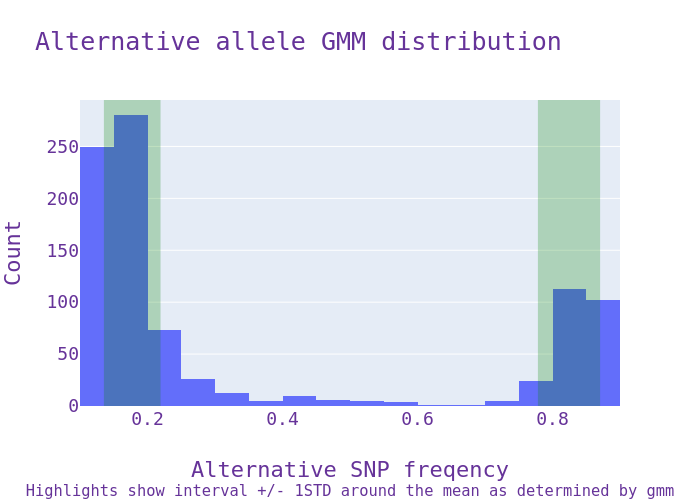 Alternative allele GMM distribution
250
200
150
100
50
0
Count
0.2 0.4 0.6 0.8
Alternative SNP freqency
Highlights show interval +/- 1STD around the mean as determined by gmm